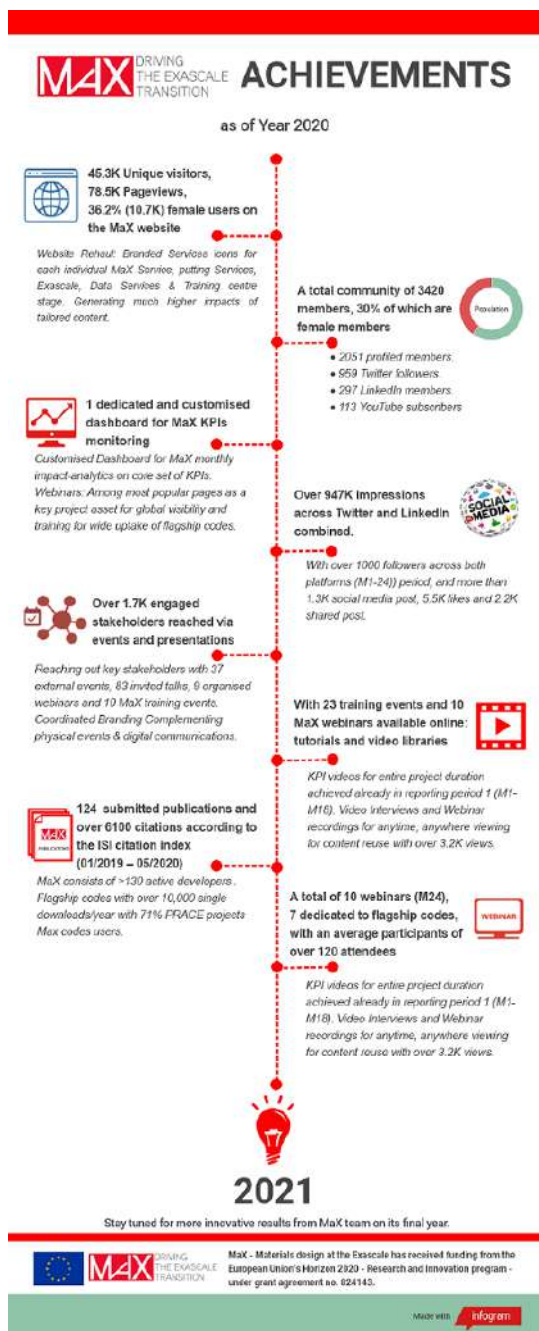 MAX DRIVING
THE EXASCALE
TRANSITION
ACHIEVEMENTS
as of Year 2020
45.3K Unique visitors,
78.5K Pageviews,
36.2% (10.7K) female users on
the MaX website
Website Rehaul: Branded Services icons for
each individual MaX Service, putting Services,
Exascale, Data Services & Training centre
stage. Generating much higher impacts of
tailored content.
A total community of 3420
members, 30% of which are
female members
Population
• 2051 profiled members.
• 959 Twitter followers.
• 297 LinkedIn members.
• 113 YouTube subscribers
1 dedicated and customised
dashboard for MaX KPIs
monitoring
Customised Dashboard for MaX monthly
impact-analytics on core set of KPIs.
Webinars: Among most popular pages as a
key project asset for global visibility and
training for wide uptake of flagship codes.
Over 947K impressions
across Twitter and LinkedIn
combined.
SOCIAL
MEDIA
With over 1000 followers across both
platforms (M1-24)) period, and more than
1.3K social media post, 5.5K likes and 2.2K
shared post.
Over 1.7K engaged
stakeholders reached via
events and presentations
Reaching out key stakeholders with 37
external events, 83 invited talks, 9 organised
webinars and 10 MaX training events.
Coordinated Branding Complementing
physical events & digital communications.
With 23 training events and 10
MaX webinars available online:
tutorials and video libraries
KPI videos for entire project duration
achieved already in reporting period 1 (M1-
M18). Video Interviews and Webinar
recordings for anytime, anywhere viewing
for content reuse with over 3.2K views.
MAX
PUBLICATIONS
124 submitted publications and
over 6100 citations according to
the ISI citation index
(01/2019 – 05/2020)
MaX consists of >130 active developers.
Flagship codes with over 10,000 single
downloads/year with 71% PRACE projects
Max codes users.
A total of 10 webinars (M24),
7 dedicated to flagship codes,
with an average participants of
over 120 attendees
WEBINAR
KPI videos for entire project duration
achieved already in reporting period 1 (M1-
M18). Video Interviews and Webinar
recordings for anytime, anywhere viewing
for content reuse with over 3.2K views.
2021
Stay tuned for more innovative results from MaX team on its final year.
MAX DRIVING
THE EXASCALE
TRANSITION
MaX - Materials design at the Exascale has received funding from the
European Union's Horizon 2020 - Research and Innovation program -
under grant agreement no. 824143.
Made with infogram